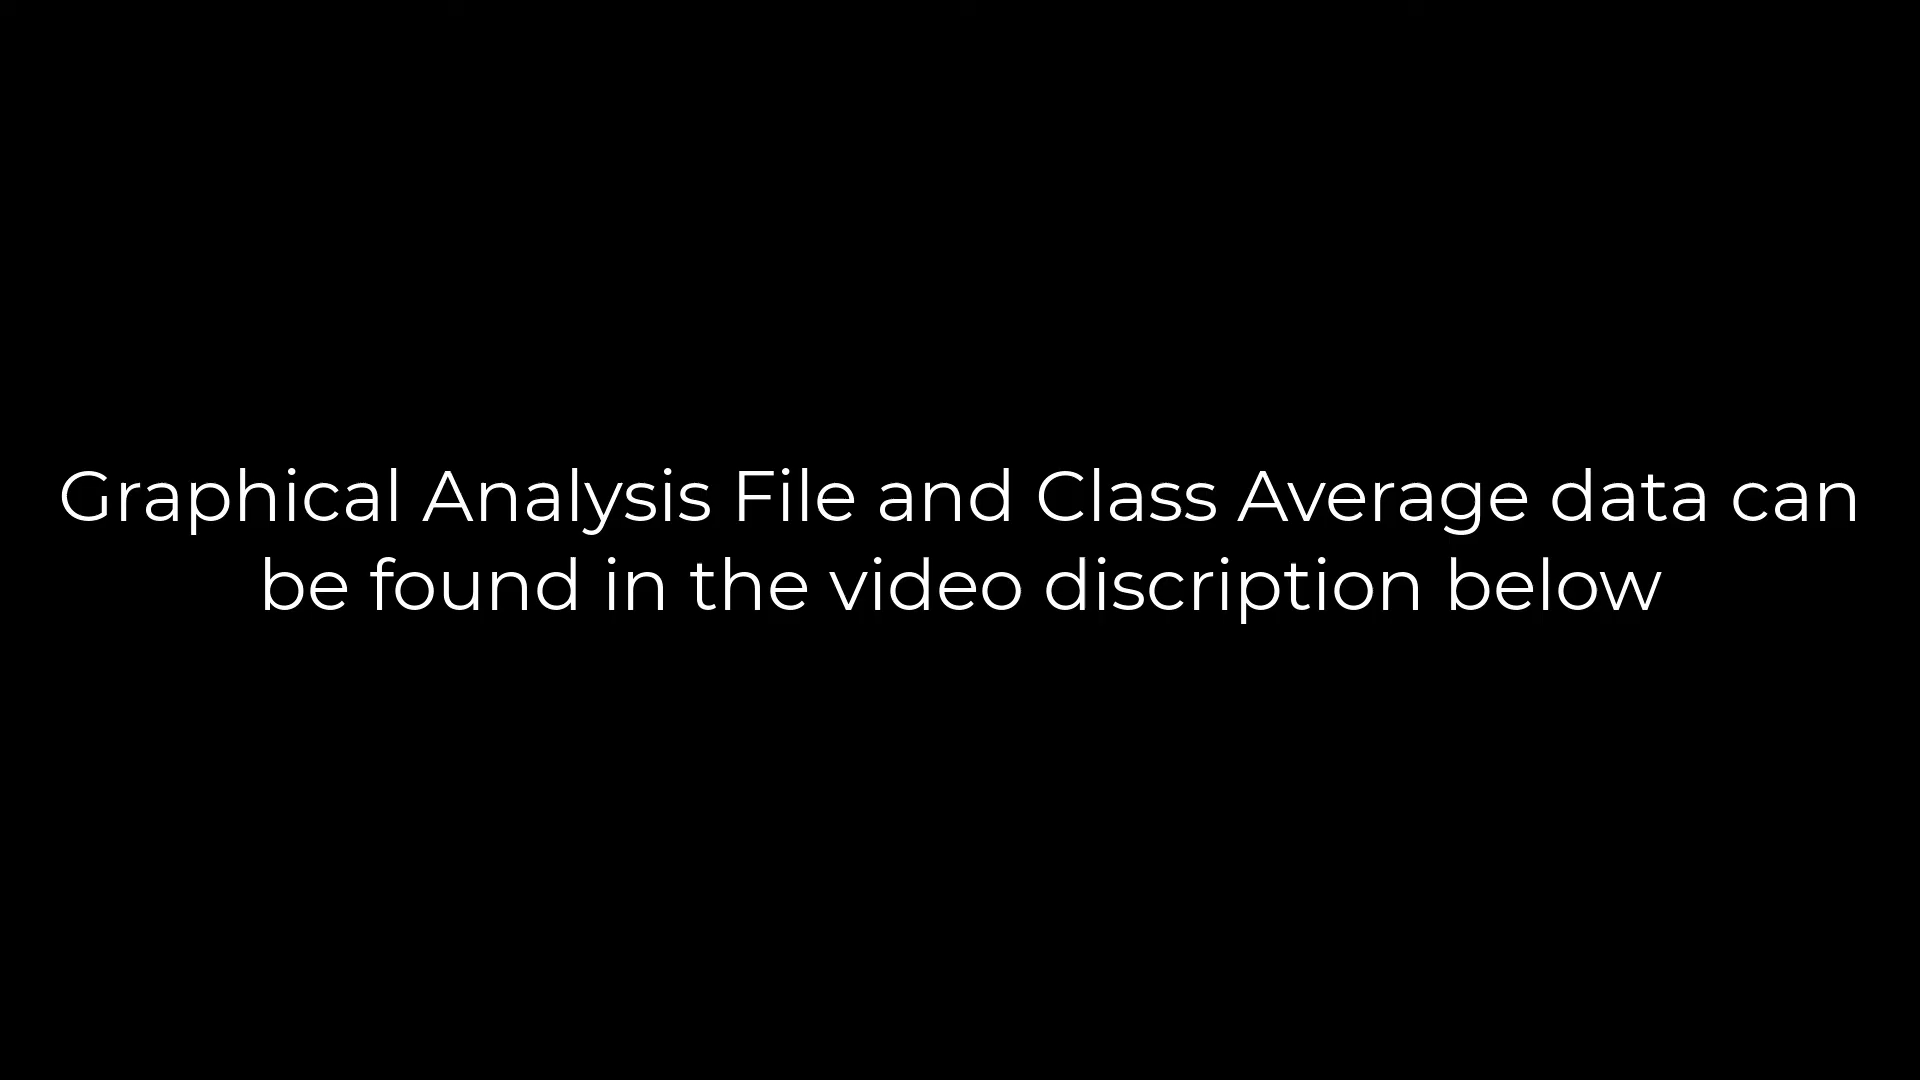 Graphical Analysis File and Class Average data can
be found in the video discription below